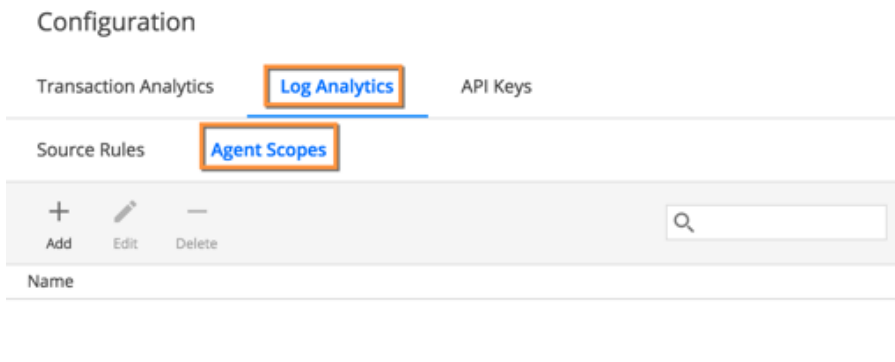 Configuration
Transaction Analytics Log Analytics API Keys
Source Rules Agent Scopes
Add Edit Delete
Name